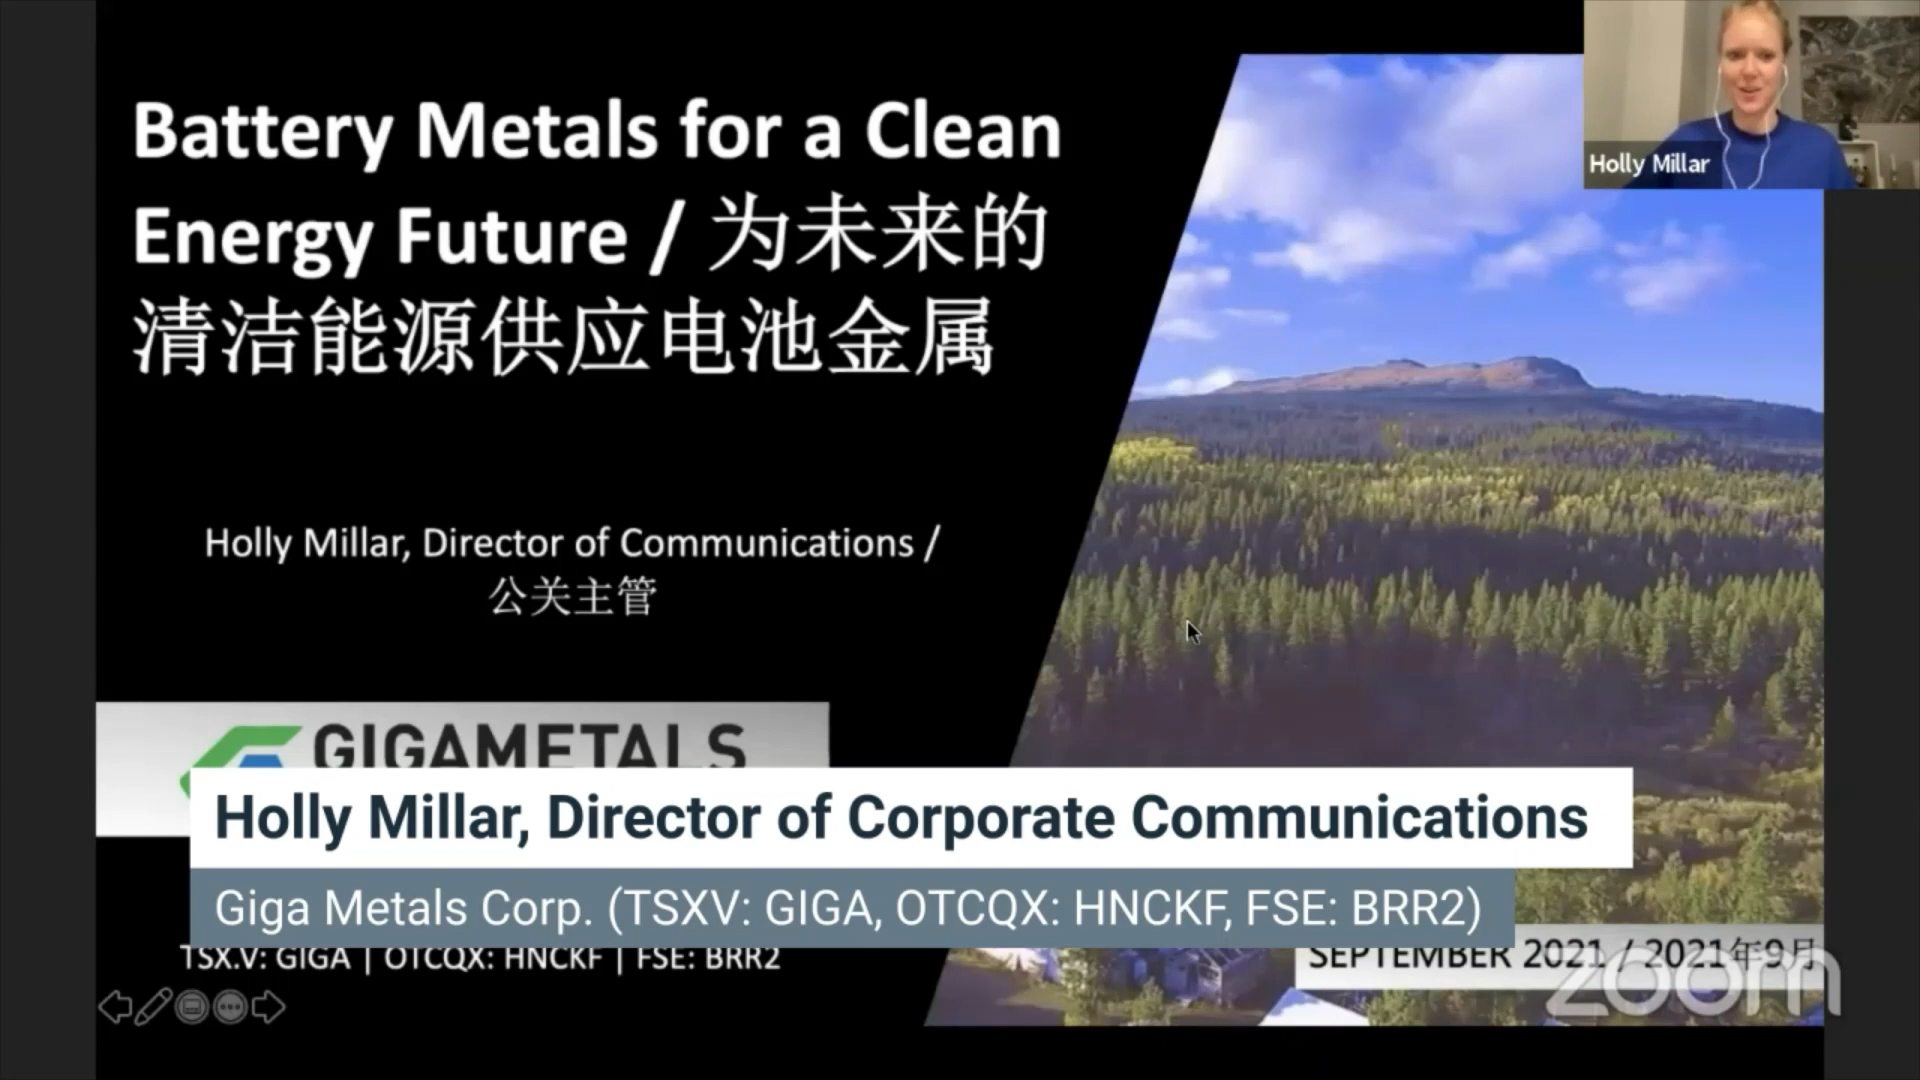 Battery Metals for a Clean
Energy Future / 为未来的
清洁能源供应电池金属
Holly Millar
Holly Millar, Director of Communications /
公关主管
GIGAMETALS
Holly Millar, Director of Corporate Communications
Giga Metals Corp. (TSXV: GIGA, OTCQX: HNCKF, FSE: BRR2)
TSX.V: GIGA | OTCQX: HNCKF | FSE: BRR2
SEPTEMBER 2021 / 2021年9月
zoom